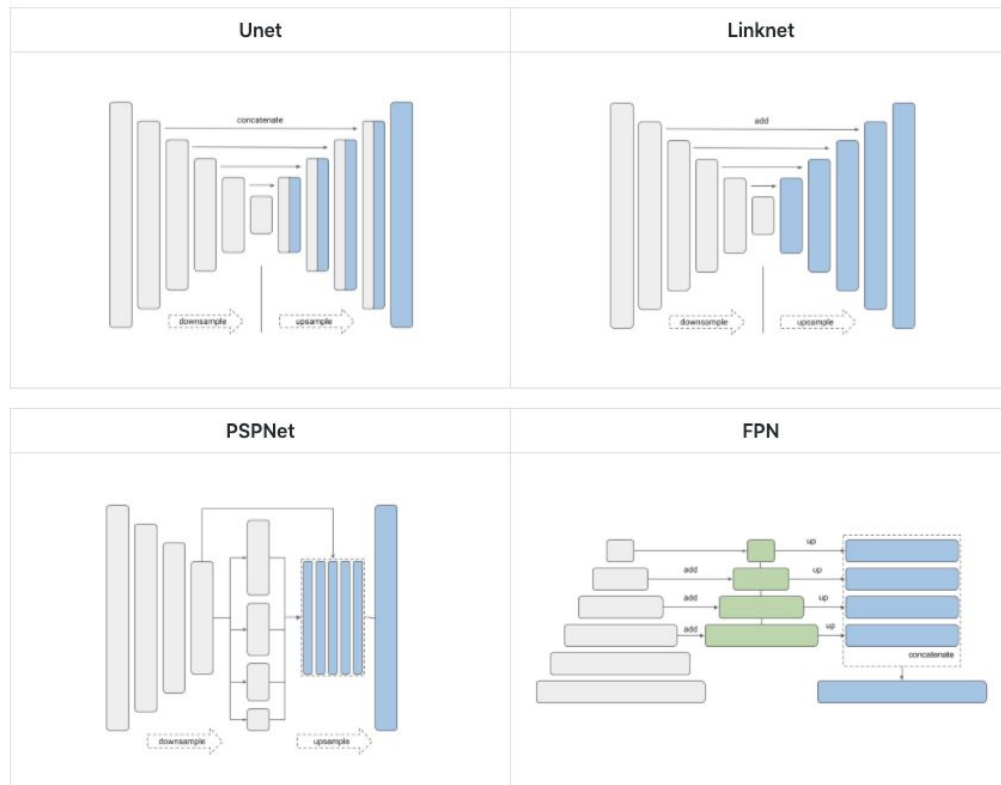 Unet
Linknet
concatenate
add
downsample
upsample
downsample
upsample
PSPNet
FPN
up
add
up
add
up
add
up
concatenate
downsample
upsample